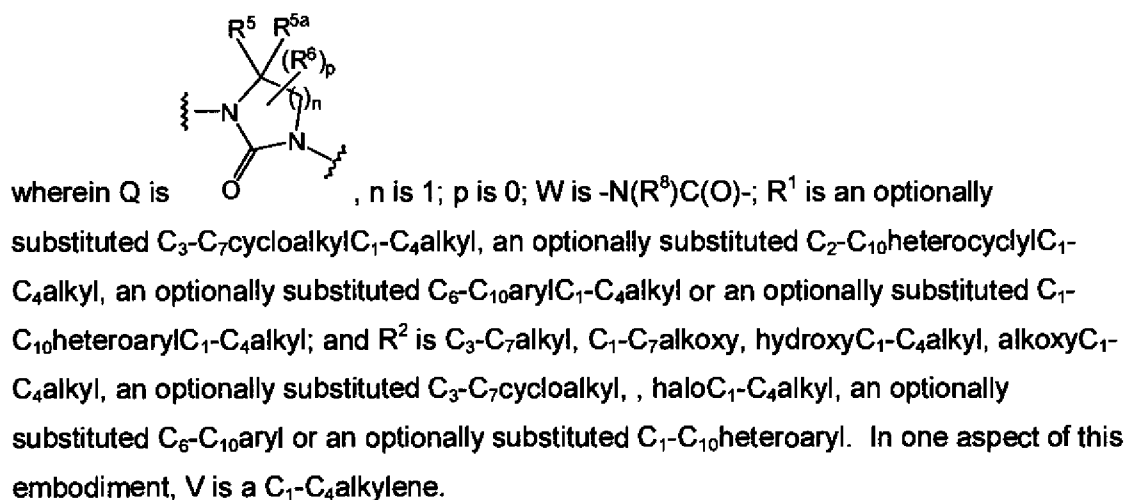 R⁵ R⁵ᵃ
(R⁶)ₚ
( )ₙ
N
N
O
wherein Q is , n is 1; p is 0; W is -N(R⁸)C(O)-; R¹ is an optionally
substituted C₃-C₇cycloalkylC₁-C₄alkyl, an optionally substituted C₂-C₁₀heterocyclylC₁-
C₄alkyl, an optionally substituted C₆-C₁₀arylC₁-C₄alkyl or an optionally substituted C₁-
C₁₀heteroarylC₁-C₄alkyl; and R² is C₃-C₇alkyl, C₁-C₇alkoxy, hydroxyC₁-C₄alkyl, alkoxyC₁-
C₄alkyl, an optionally substituted C₃-C₇cycloalkyl, , haloC₁-C₄alkyl, an optionally
substituted C₆-C₁₀aryl or an optionally substituted C₁-C₁₀heteroaryl. In one aspect of this
embodiment, V is a C₁-C₄alkylene.